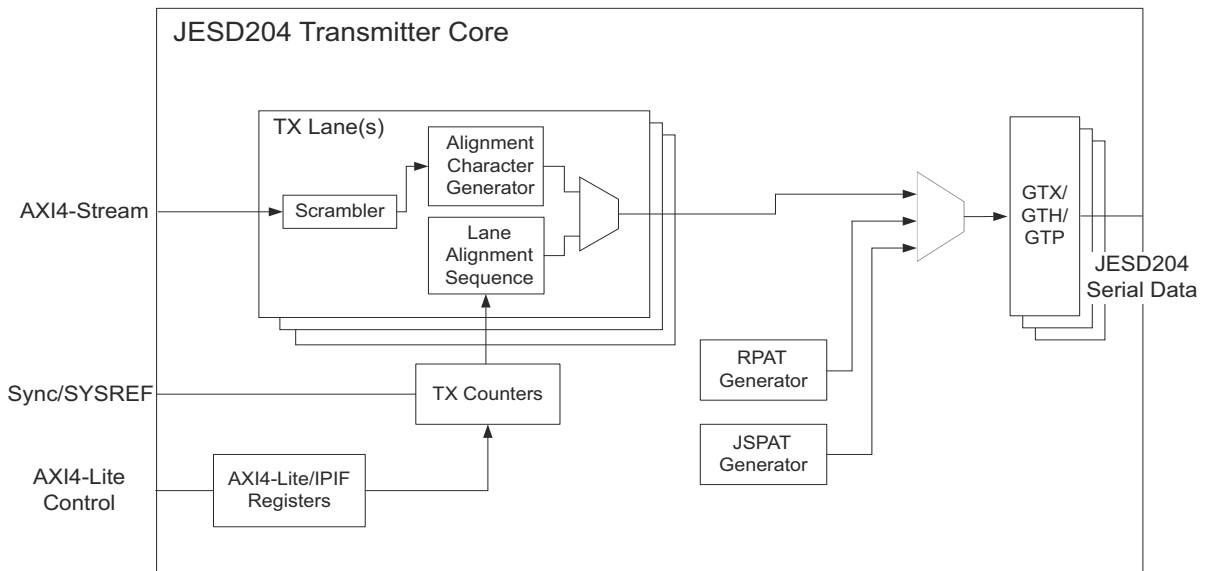 JESD204 Transmitter Core
TX Lane(s)
Alignment
Character
Generator
Scrambler
Lane
Alignment
Sequence
AXI4-Stream
GTX/
GTH/
GTP
JESD204
Serial Data
RPAT
Generator
Sync/SYSREF
TX Counters
JSPAT
Generator
AXI4-Lite
Control
AXI4-Lite/IPIF
Registers